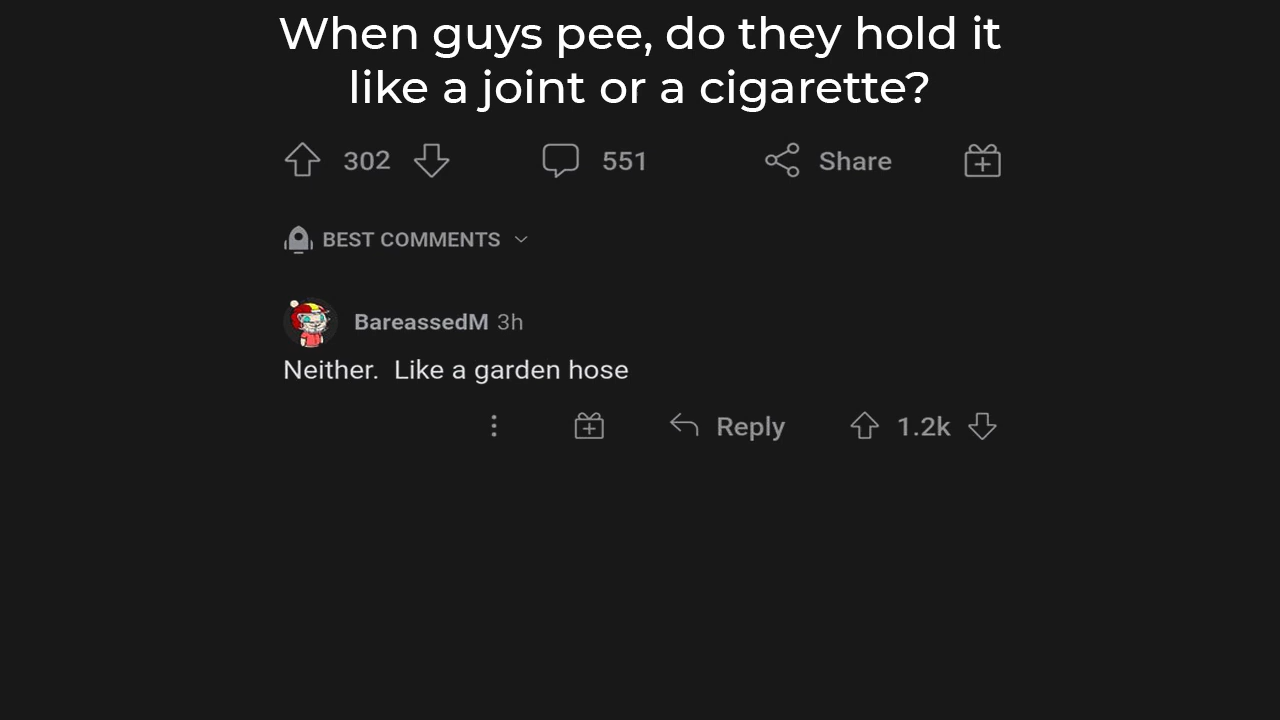 When guys pee, do they hold it
like a joint or a cigarette?
302 551 Share
BEST COMMENTS
BareassedM 3h
Neither. Like a garden hose
Reply 1.2k